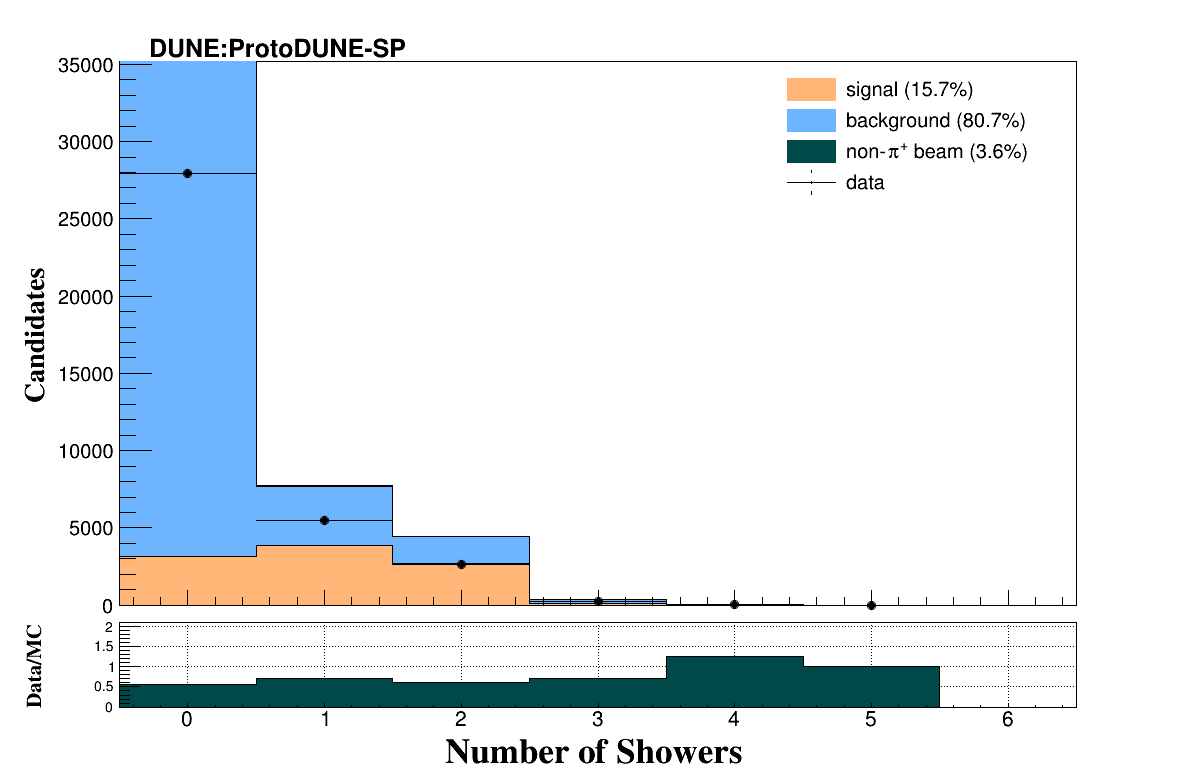 DUNE:ProtoDUNE-SP
35000
30000
25000
20000
15000
10000
5000
0
Candidates
signal (15.7%)
background (80.7%)
non-π⁺ beam (3.6%)
data
2
1.5
1
0.5
0
Data/MC
0 1 2 3 4 5 6
Number of Showers